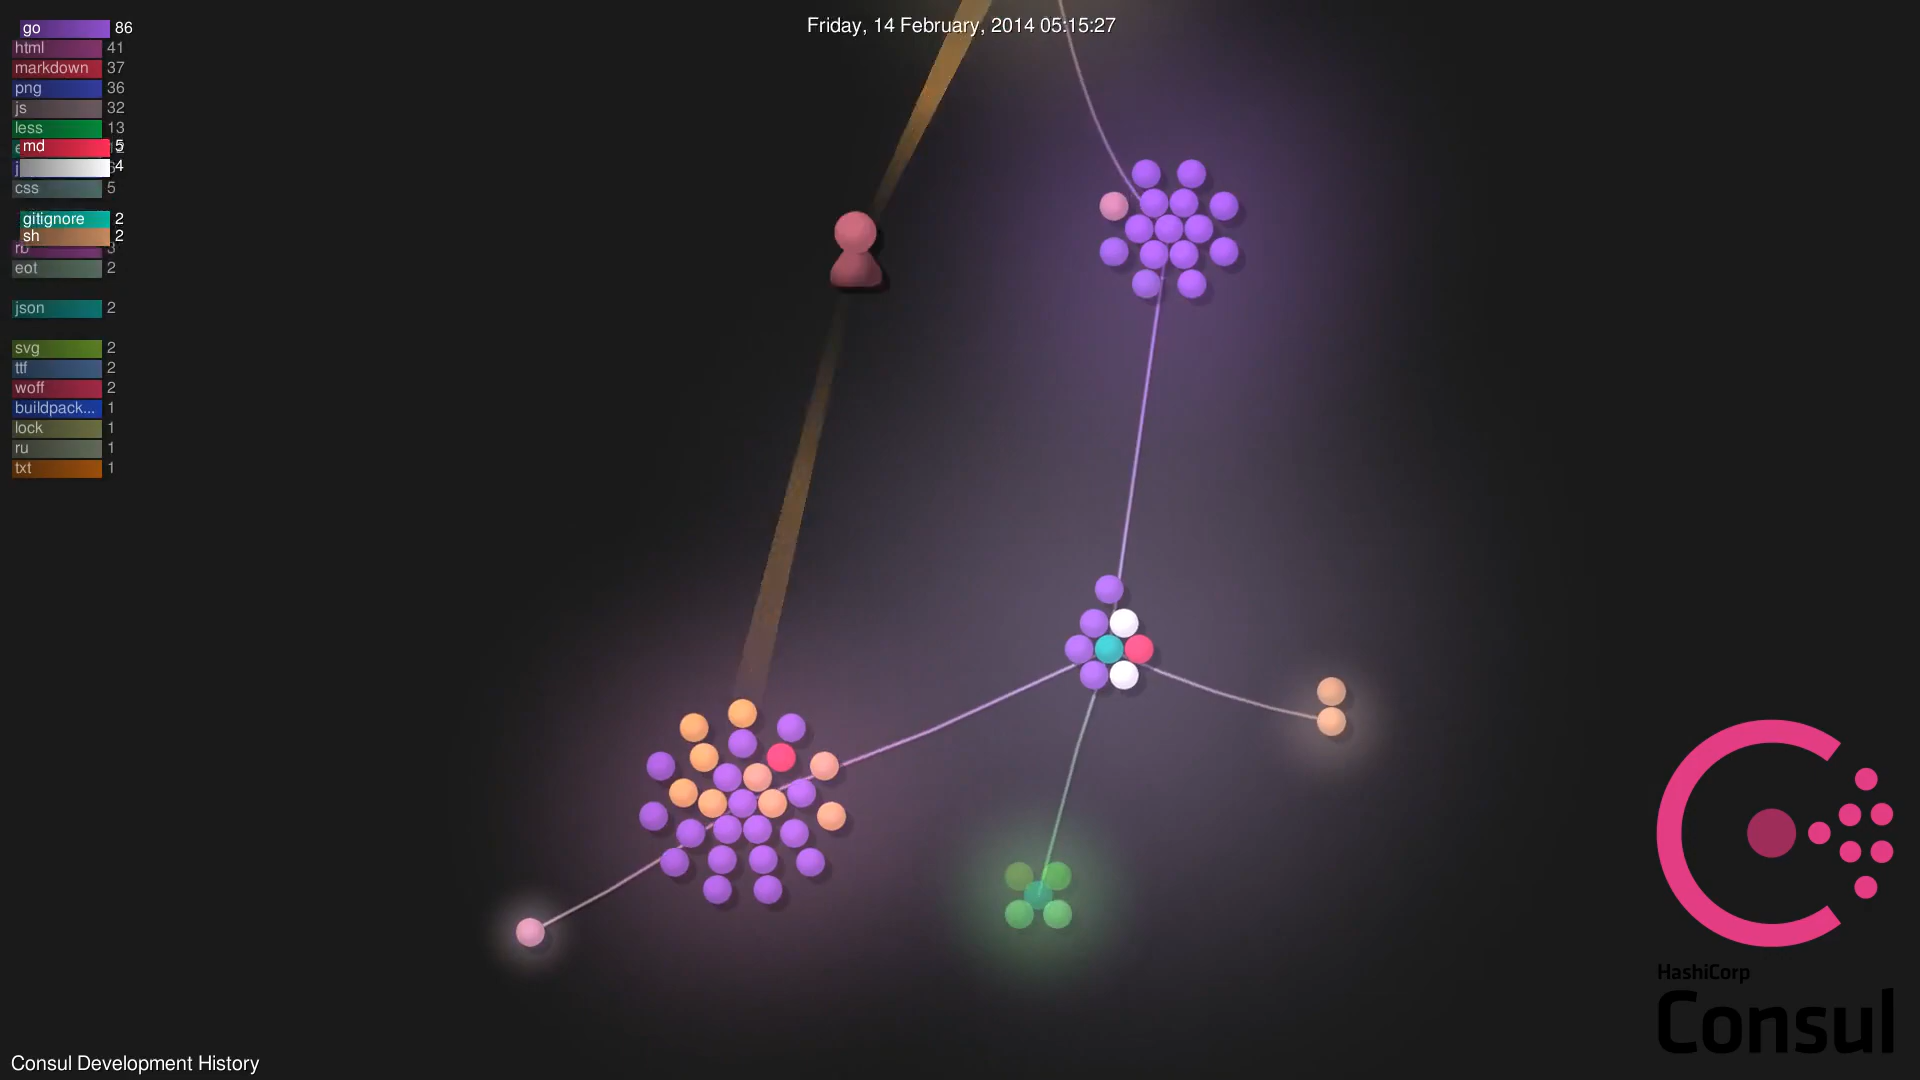 Friday, 14 February, 2014 05:15:27
go 86
html 41
markdown 37
png 36
js 32
less 13
md 5
4
css 5
gitignore 2
sh 2
rb 3
eot 2
json 2
svg 2
ttf 2
woff 2
buildpack... 1
lock 1
ru 1
txt 1
HashiCorp
Consul
Consul Development History